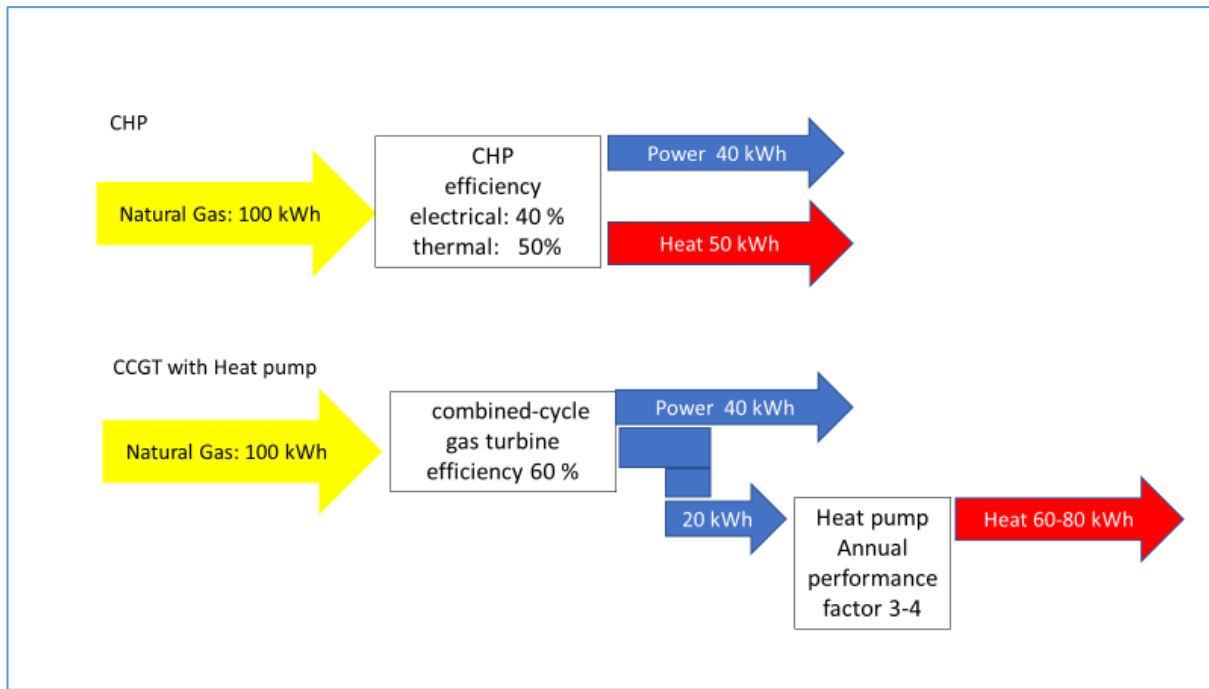 CHP
Natural Gas: 100 kWh
CHP
efficiency
electrical: 40 %
thermal: 50%
Power 40 kWh
Heat 50 kWh
CCGT with Heat pump
Natural Gas: 100 kWh
combined-cycle
gas turbine
efficiency 60 %
Power 40 kWh
20 kWh
Heat pump
Annual
performance
factor 3-4
Heat 60-80 kWh